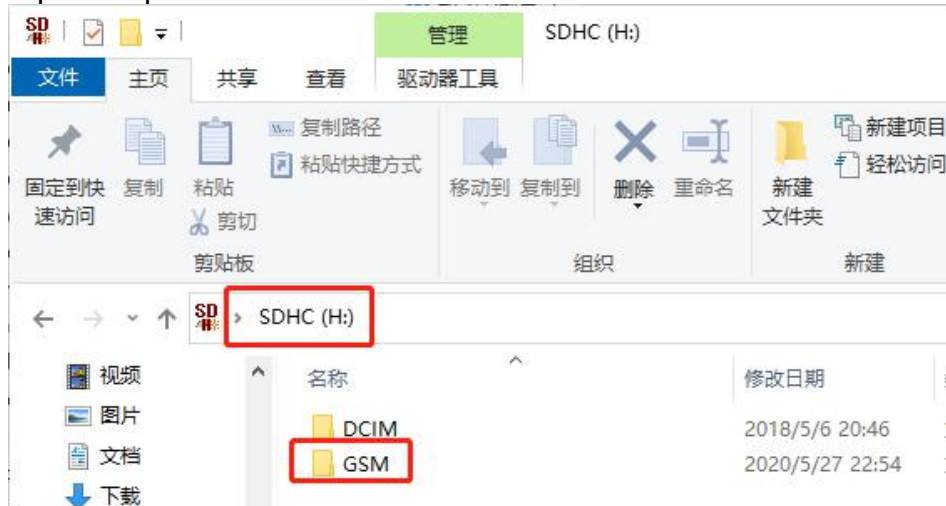 管理
SDHC (H:)
文件
主页
共享
查看
驱动器工具
固定到快
速访问
复制
粘贴
复制路径
粘贴快捷方式
剪切
剪贴板
移动到
复制到
删除
重命名
组织
新建
文件夹
新建项目
轻松访问
新建
SDHC (H:)
视频
图片
文档
下载
名称
修改日期
DCIM
2018/5/6 20:46
GSM
2020/5/27 22:54